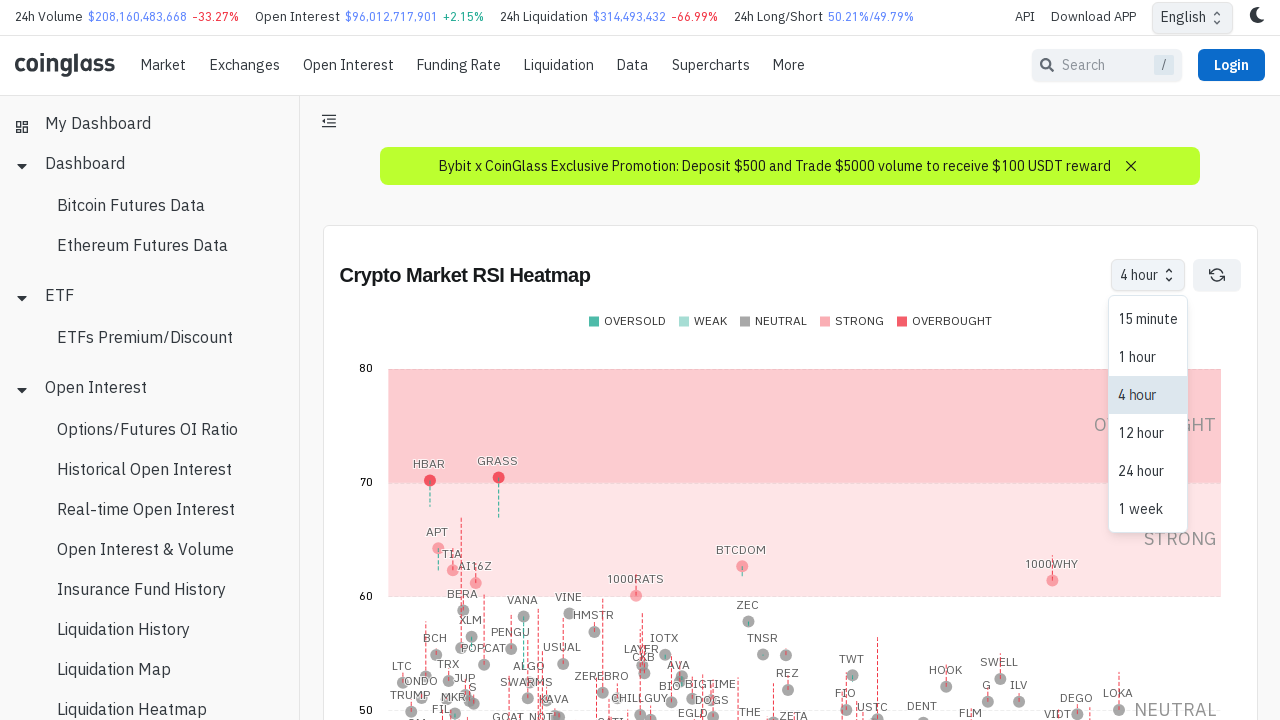 24h Volume $208,160,483,668 -33.27% Open Interest $96,012,717,901 +2.15% 24h Liquidation $314,493,432 -66.99% 24h Long/Short 50.21%/49.79% API Download APP English
coinglass Market Exchanges Open Interest Funding Rate Liquidation Data Supercharts More Search / Login
My Dashboard
Dashboard
Bitcoin Futures Data
Ethereum Futures Data
ETF
ETFs Premium/Discount
Open Interest
Options/Futures OI Ratio
Historical Open Interest
Real-time Open Interest
Open Interest & Volume
Insurance Fund History
Liquidation History
Liquidation Map
Liquidation Heatmap
Bybit x CoinGlass Exclusive Promotion: Deposit $500 and Trade $5000 volume to receive $100 USDT reward
Crypto Market RSI Heatmap
4 hour
15 minute
1 hour
4 hour
12 hour
24 hour
1 week
OVERSOLD WEAK NEUTRAL STRONG OVERBOUGHT
80
HBAR GRASS
70
APT
STRONG
TIA
BTCDOM
AI16Z
1000WHY
1000RATS
60
BERA VANA VINE
ZEC
XLM HMSTR
PENGU
BCH IOTX TNSR
POPCAT USUAL LAYER
CKB
TWT
LTC TRX ALGO AVA
SWELL
HOOK
JUP ZEREBRO REZ
ONDO SWARMS BIO BIGTIME G ILV
TRUMP MKR S KAVA CHILLGUY DOGS FIO DEGO LOKA
FIL USTC DENT
50 NEUTRAL
GOAT NOT EGLD THE ZETA FLM VIDT